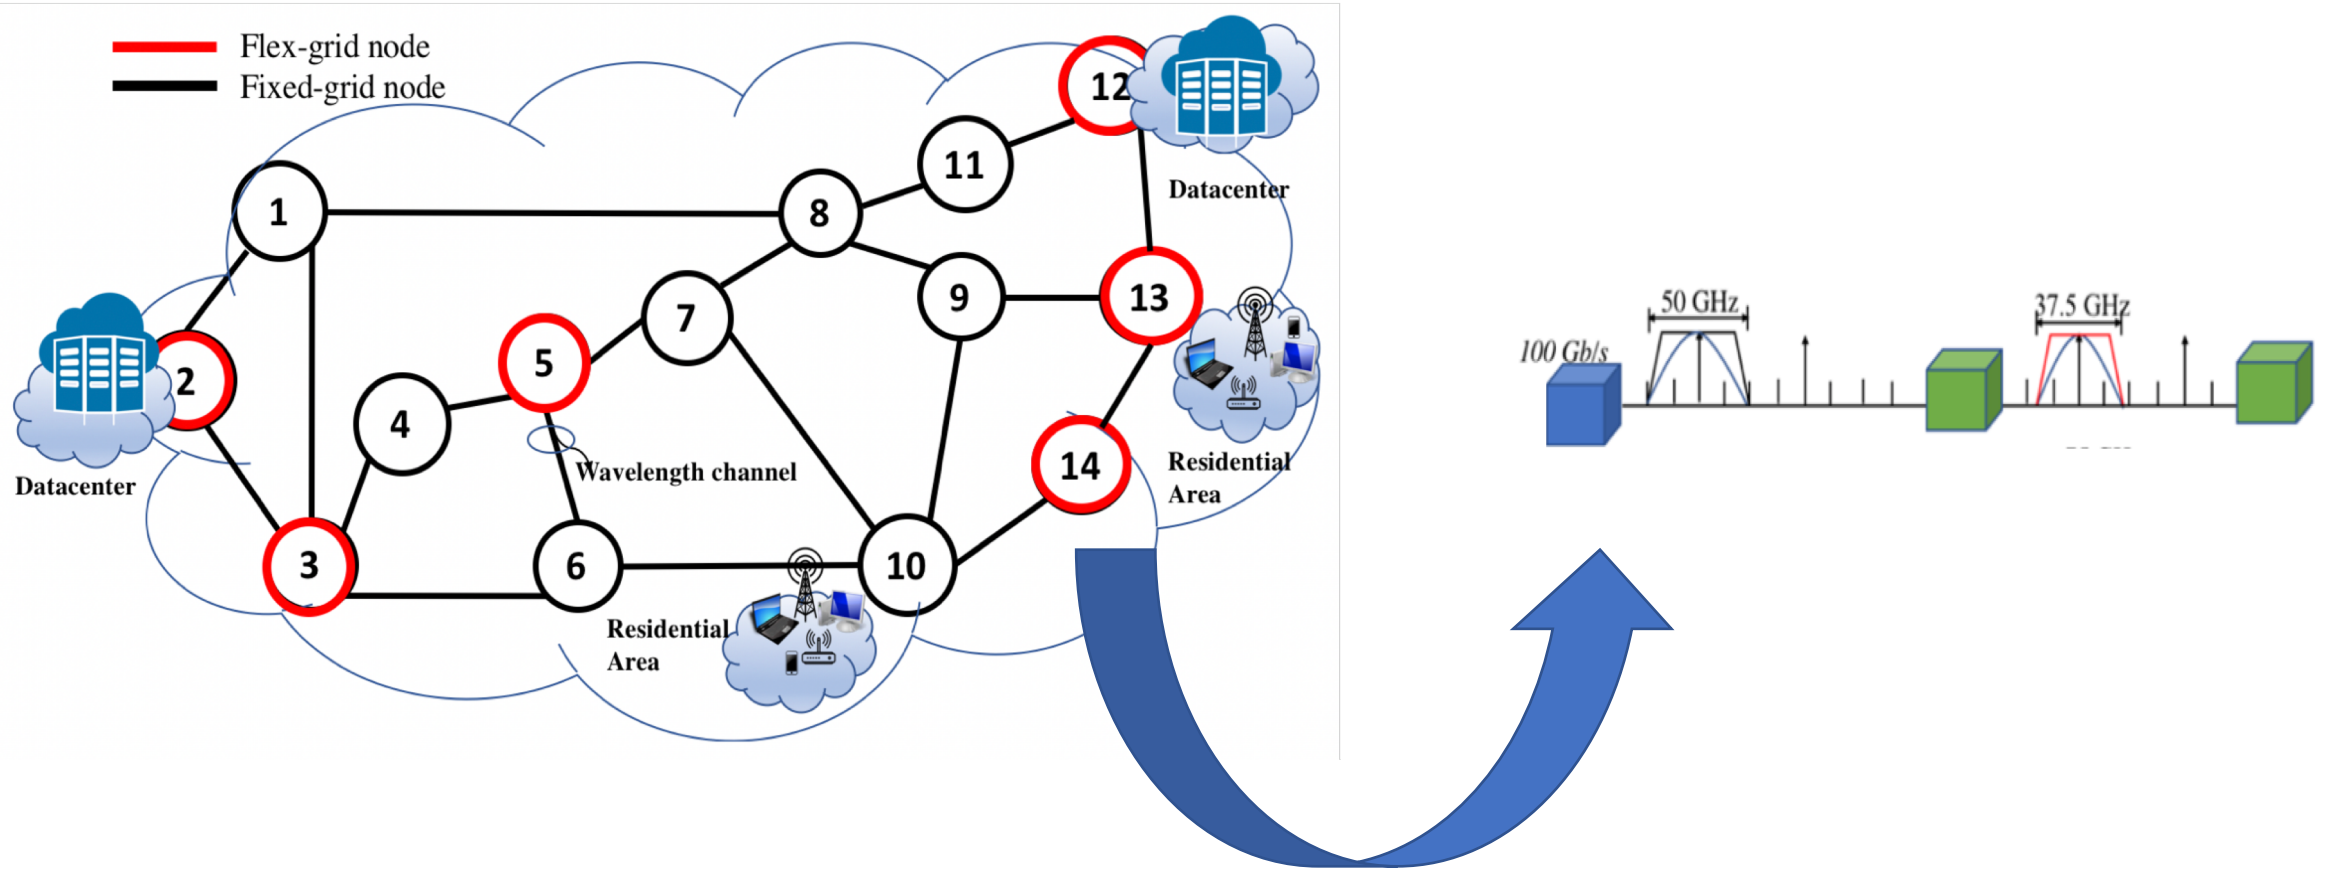 Flex-grid node
Fixed-grid node
12
11
Datacenter
1
8
9
13
7
5
2
4
50 GHz
37.5 GHz
100 Gb/s
Wavelength channel
14
Residential
Area
Datacenter
3
6
10
Residential
Area